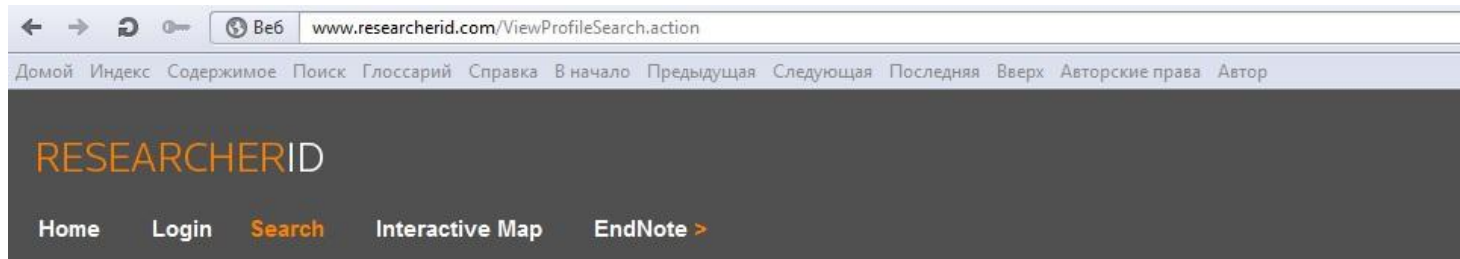 Веб www.researcherid.com/ViewProfileSearch.action
Домой Индекс Содержимое Поиск Глоссарий Справка В начало Предыдущая Следующая Последняя Вверх Авторские права Автор
RESEARCHERID
Home Login Search Interactive Map EndNote >